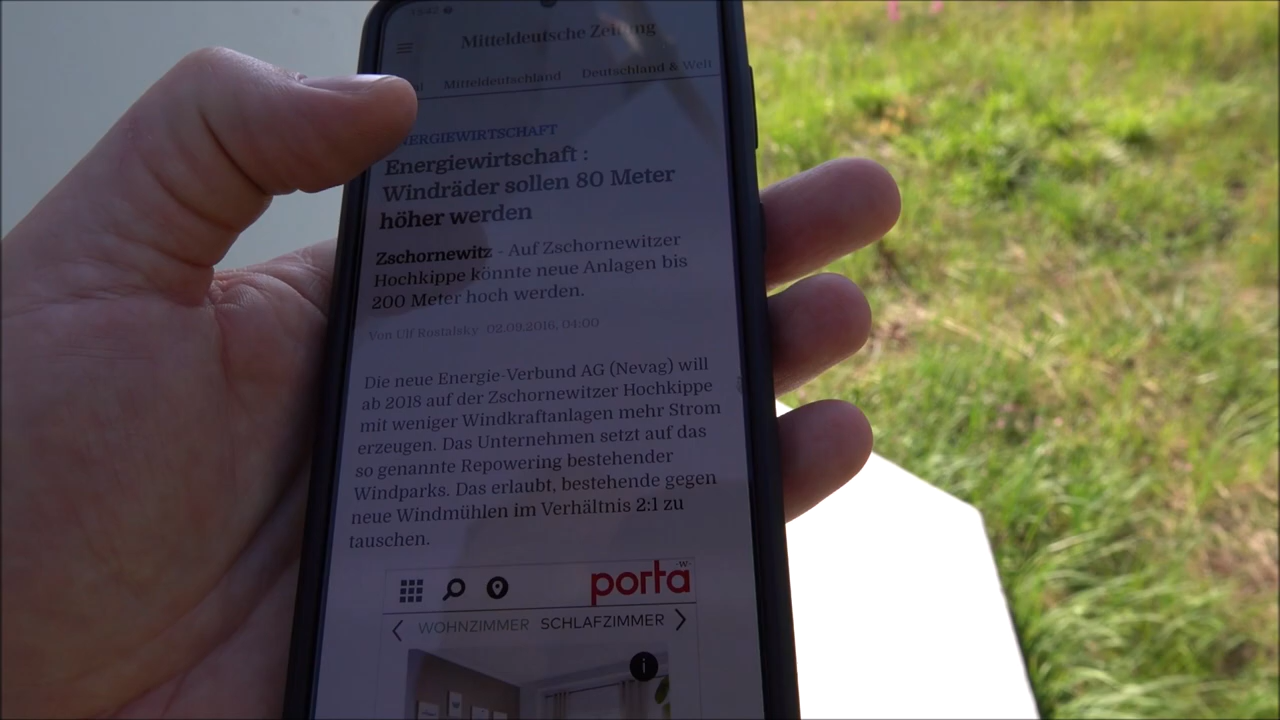 Mitteldeutsche Zeitung
Mitteldeutschland Deutschland & Welt
NERGIEWIRTSCHAFT
Energiewirtschaft :
Windräder sollen 80 Meter
höher werden
Zschornewitz - Auf Zschornewitzer
Hochkippe könnte neue Anlagen bis
200 Meter hoch werden.
Von Ulf Rostalsky 02.09.2016, 04:00
Die neue Energie-Verbund AG (Nevag) will
ab 2018 auf der Zschornewitzer Hochkippe
mit weniger Windkraftanlagen mehr Strom
erzeugen. Das Unternehmen setzt auf das
so genannte Repowering bestehender
Windparks. Das erlaubt, bestehende gegen
neue Windmühlen im Verhältnis 2:1 zu
tauschen.
-w-
porta
WOHNZIMMER SCHLAFZIMMER
i